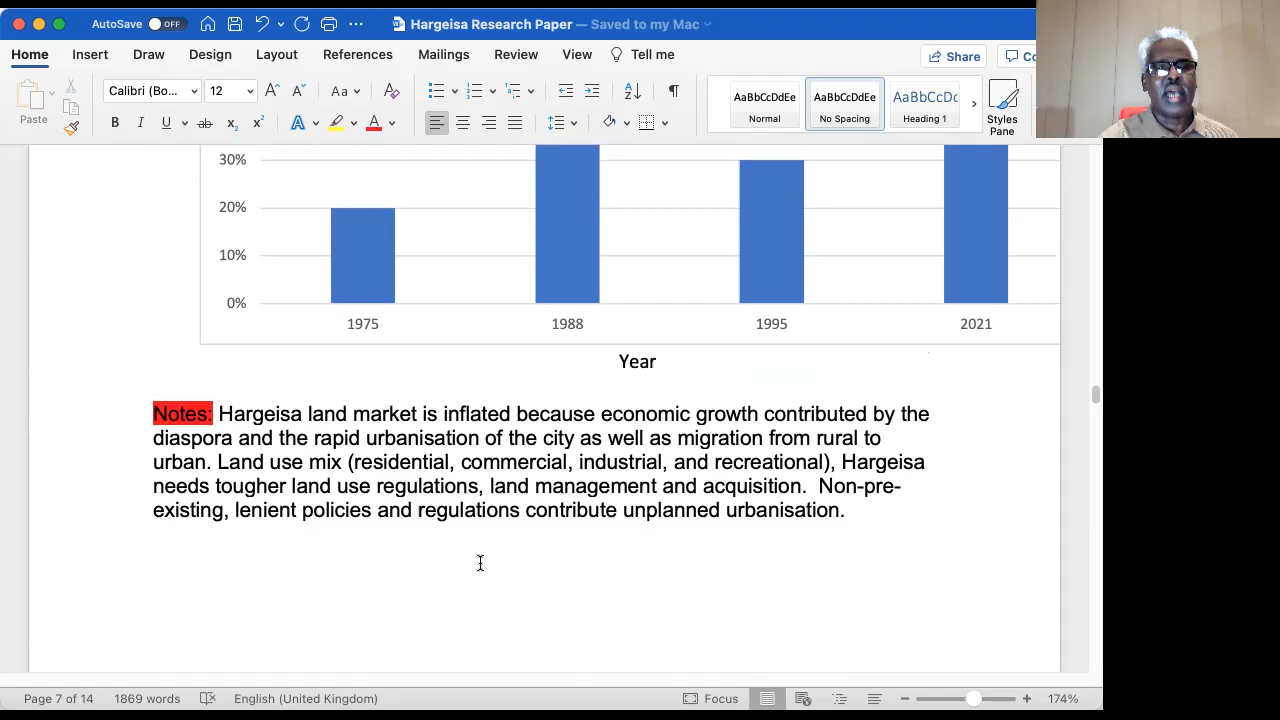 AutoSave OFF Hargeisa Research Paper — Saved to my Mac
Home Insert Draw Design Layout References Mailings Review View Tell me Share
Paste Calibri (Bo... 12 Aa AaBbCcDdEe AaBbCcDdEe AaBbCcDc
B I U ab x₂ x² A A Normal No Spacing Heading 1 Styles Pane
30%
20%
10%
0%
1975 1988 1995 2021
Year
Notes: Hargeisa land market is inflated because economic growth contributed by the
diaspora and the rapid urbanisation of the city as well as migration from rural to
urban. Land use mix (residential, commercial, industrial, and recreational), Hargeisa
needs tougher land use regulations, land management and acquisition.  Non-pre-
existing, lenient policies and regulations contribute unplanned urbanisation.
Page 7 of 14 1869 words English (United Kingdom) Focus 174%